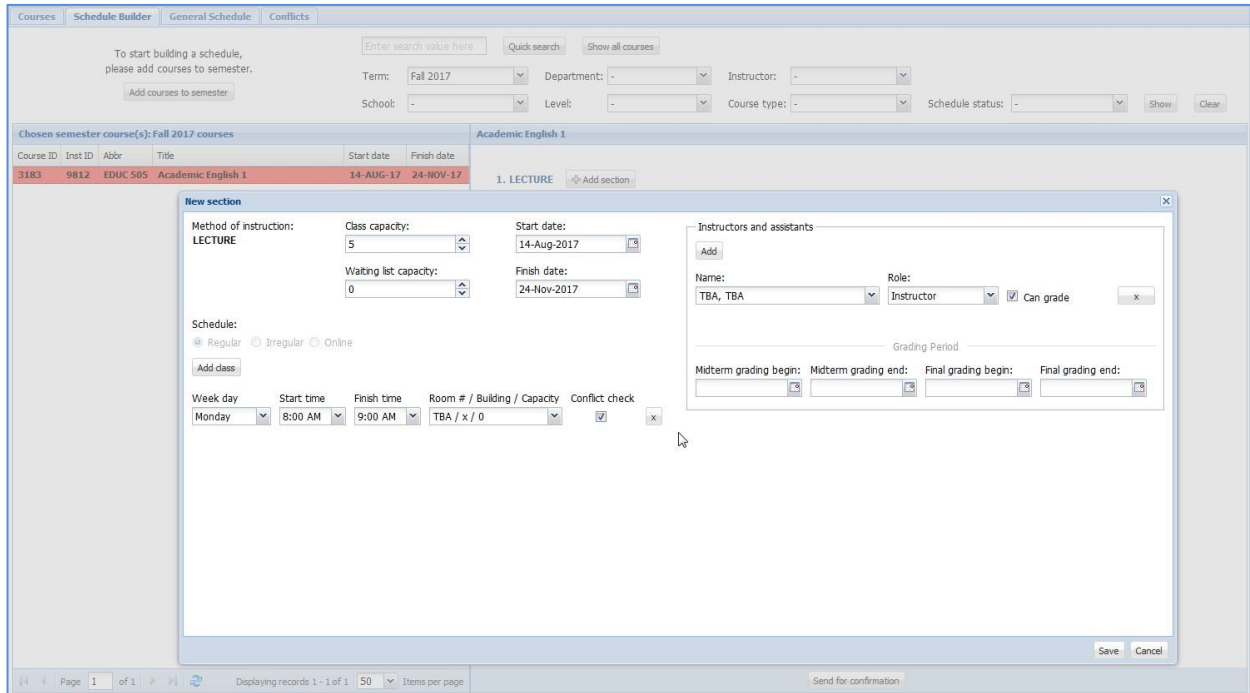 Courses Schedule Builder General Schedule Conflicts
To start building a schedule,
please add courses to semester.
Add courses to semester
Enter search value here Quick search Show all courses
Term: Fall 2017 Department: - Instructor: -
School: - Level: - Course type: - Schedule status: - Show Clear
Chosen semester course(s): Fall 2017 courses
Course ID Inst ID Abbr Title Start date Finish date
3183 9812 EDUC 505 Academic English 1 14-AUG-17 24-NOV-17
Academic English 1
1. LECTURE Add section
New section x
Method of instruction:
LECTURE
Class capacity:
5
Start date:
14-Aug-2017
Waiting list capacity:
0
Finish date:
24-Nov-2017
Schedule:
Regular Irregular Online
Add class
Week day Start time Finish time Room # / Building / Capacity Conflict check
Monday 8:00 AM 9:00 AM TBA / x / 0 x
Instructors and assistants
Add
Name: Role:
TBA, TBA Instructor Can grade x
Grading Period
Midterm grading begin: Midterm grading end: Final grading begin: Final grading end:
Save Cancel
Page 1 of 1 Displaying records 1 - 1 of 1 50 Items per page
Send for confirmation